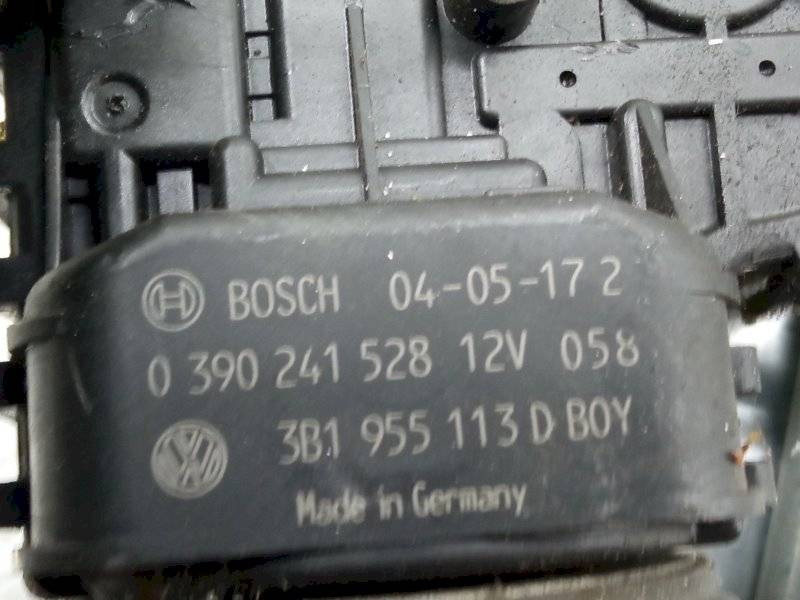 BOSCH 04-05-17 2
0 390 241 528 12V 058
3B1 955 113 D BOY
Made in Germany